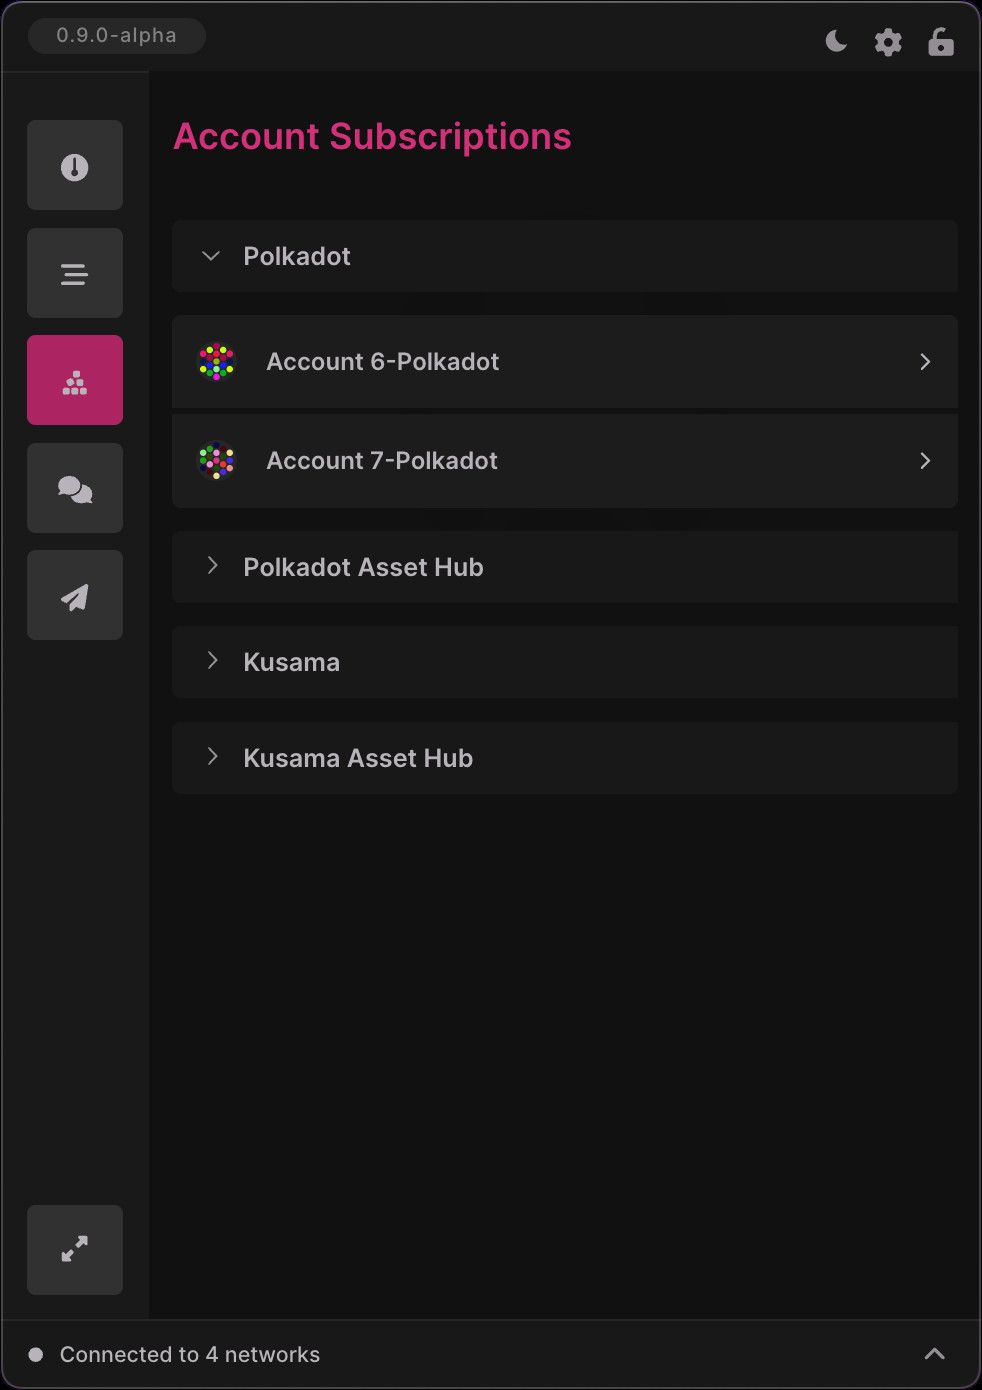 0.9.0-alpha
Account Subscriptions
Polkadot
Account 6-Polkadot
Account 7-Polkadot
Polkadot Asset Hub
Kusama
Kusama Asset Hub
Connected to 4 networks